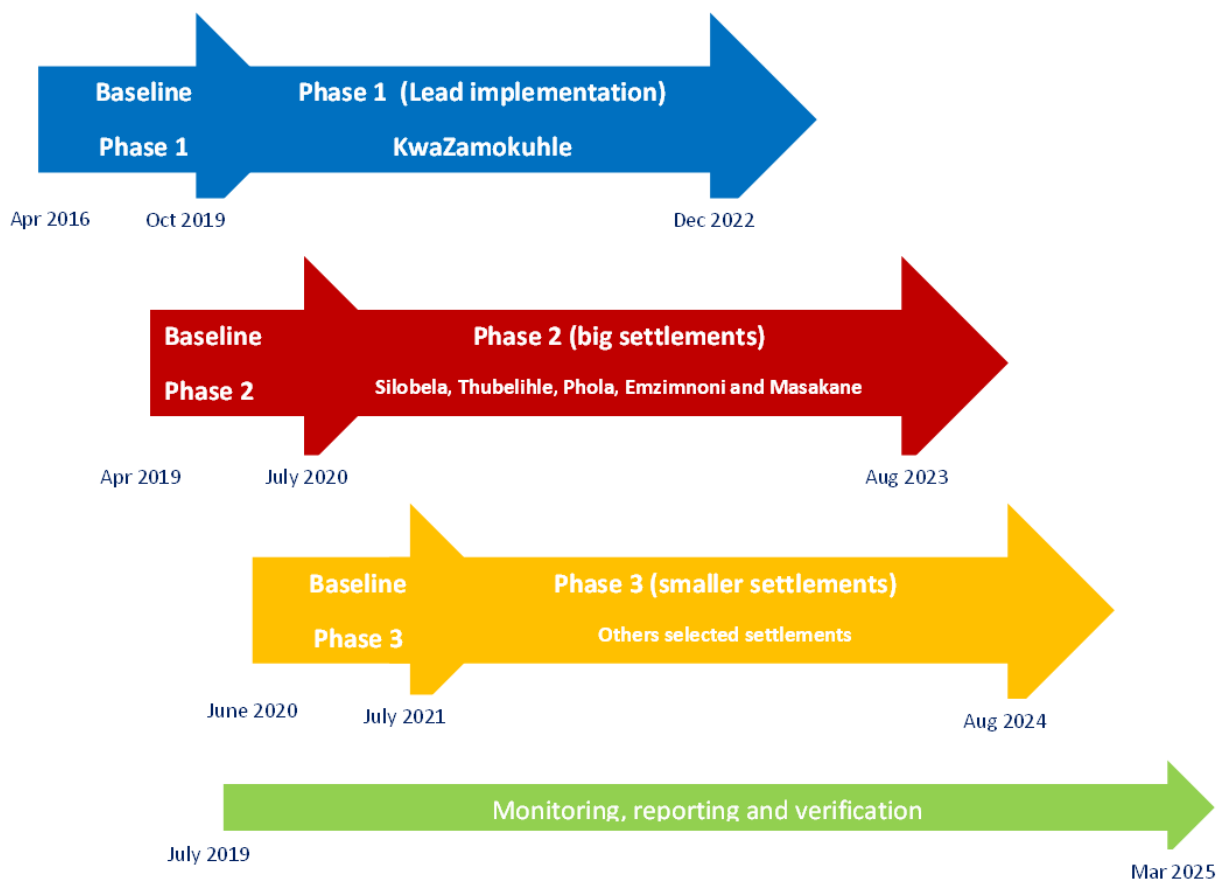 Baseline
Phase 1
Phase 1 (Lead implementation)
KwaZamokuhle
Apr 2016
Oct 2019
Dec 2022
Baseline
Phase 2
Phase 2 (big settlements)
Silobela, Thubelihle, Phola, Emzimnoni and Masakane
Apr 2019
July 2020
Aug 2023
Baseline
Phase 3
Phase 3 (smaller settlements)
Others selected settlements
June 2020
July 2021
Aug 2024
Monitoring, reporting and verification
July 2019
Mar 2025